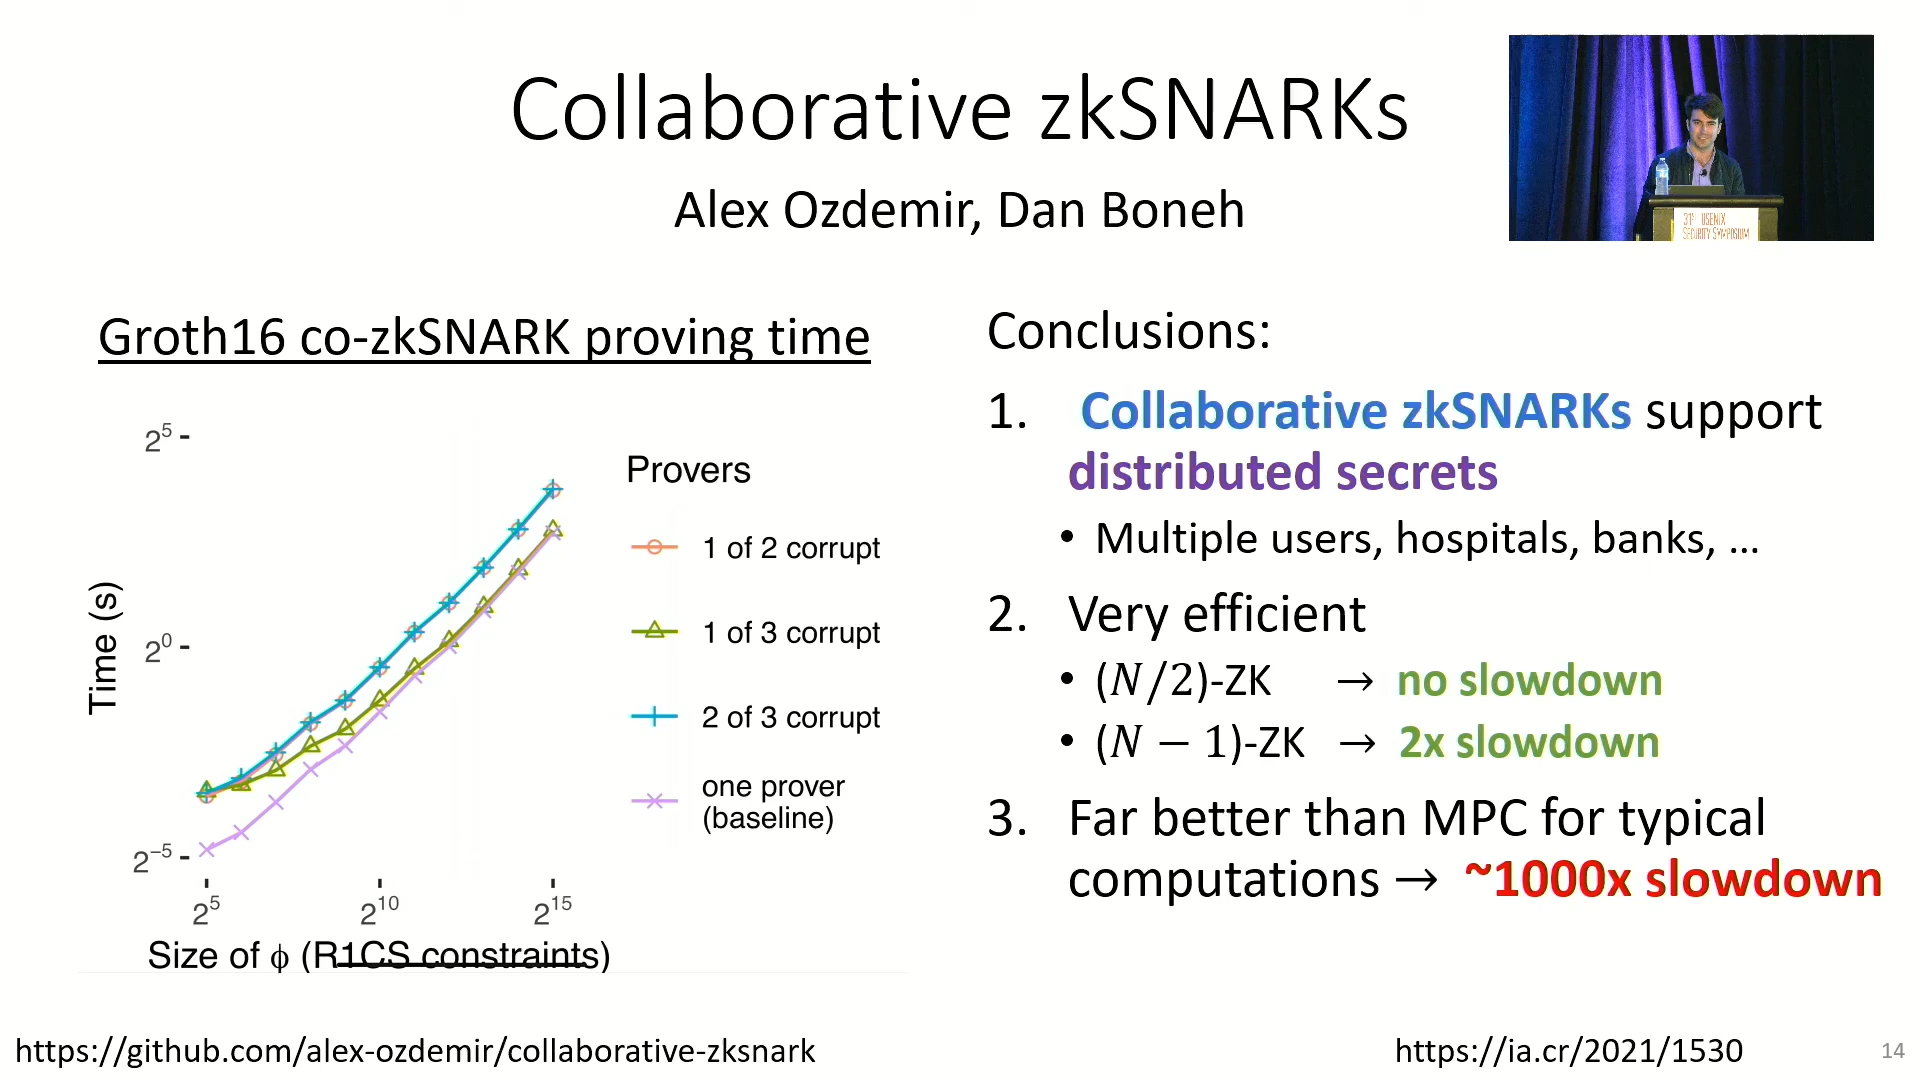 Collaborative zkSNARKs
Alex Ozdemir, Dan Boneh
31st USENIX
SECURITY SYMPOSIUM
Groth16 co-zkSNARK proving time
2⁵
2⁰
2⁻⁵
Time (s)
2⁵ 2¹⁰ 2¹⁵
Size of ϕ (R1CS constraints)
Provers
1 of 2 corrupt
1 of 3 corrupt
2 of 3 corrupt
one prover
(baseline)
Conclusions:
1. Collaborative zkSNARKs support
distributed secrets
• Multiple users, hospitals, banks, …
2. Very efficient
• (N/2)-ZK → no slowdown
• (N − 1)-ZK → 2x slowdown
3. Far better than MPC for typical
computations → ~1000x slowdown
https://github.com/alex-ozdemir/collaborative-zksnark
https://ia.cr/2021/1530
14